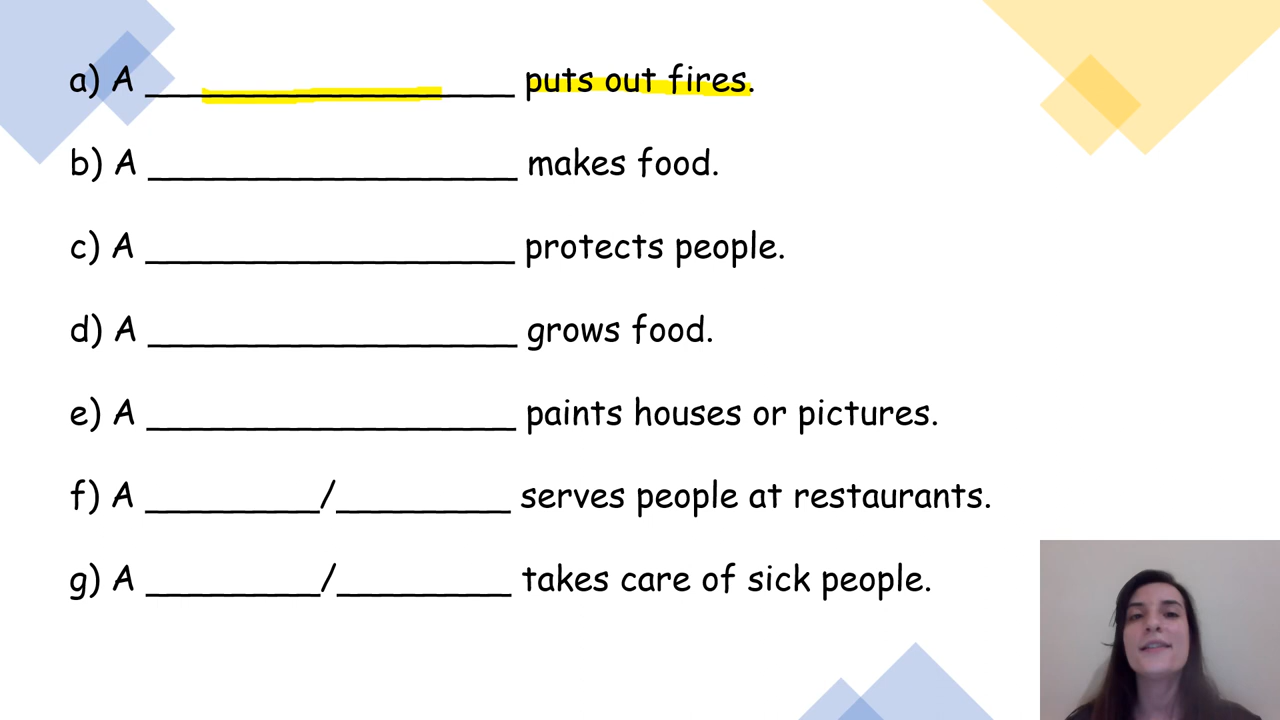 a) A ___________________ puts out fires.
b) A ___________________ makes food.
c) A ___________________ protects people.
d) A ___________________ grows food.
e) A ___________________ paints houses or pictures.
f) A _________/_________ serves people at restaurants.
g) A _________/_________ takes care of sick people.